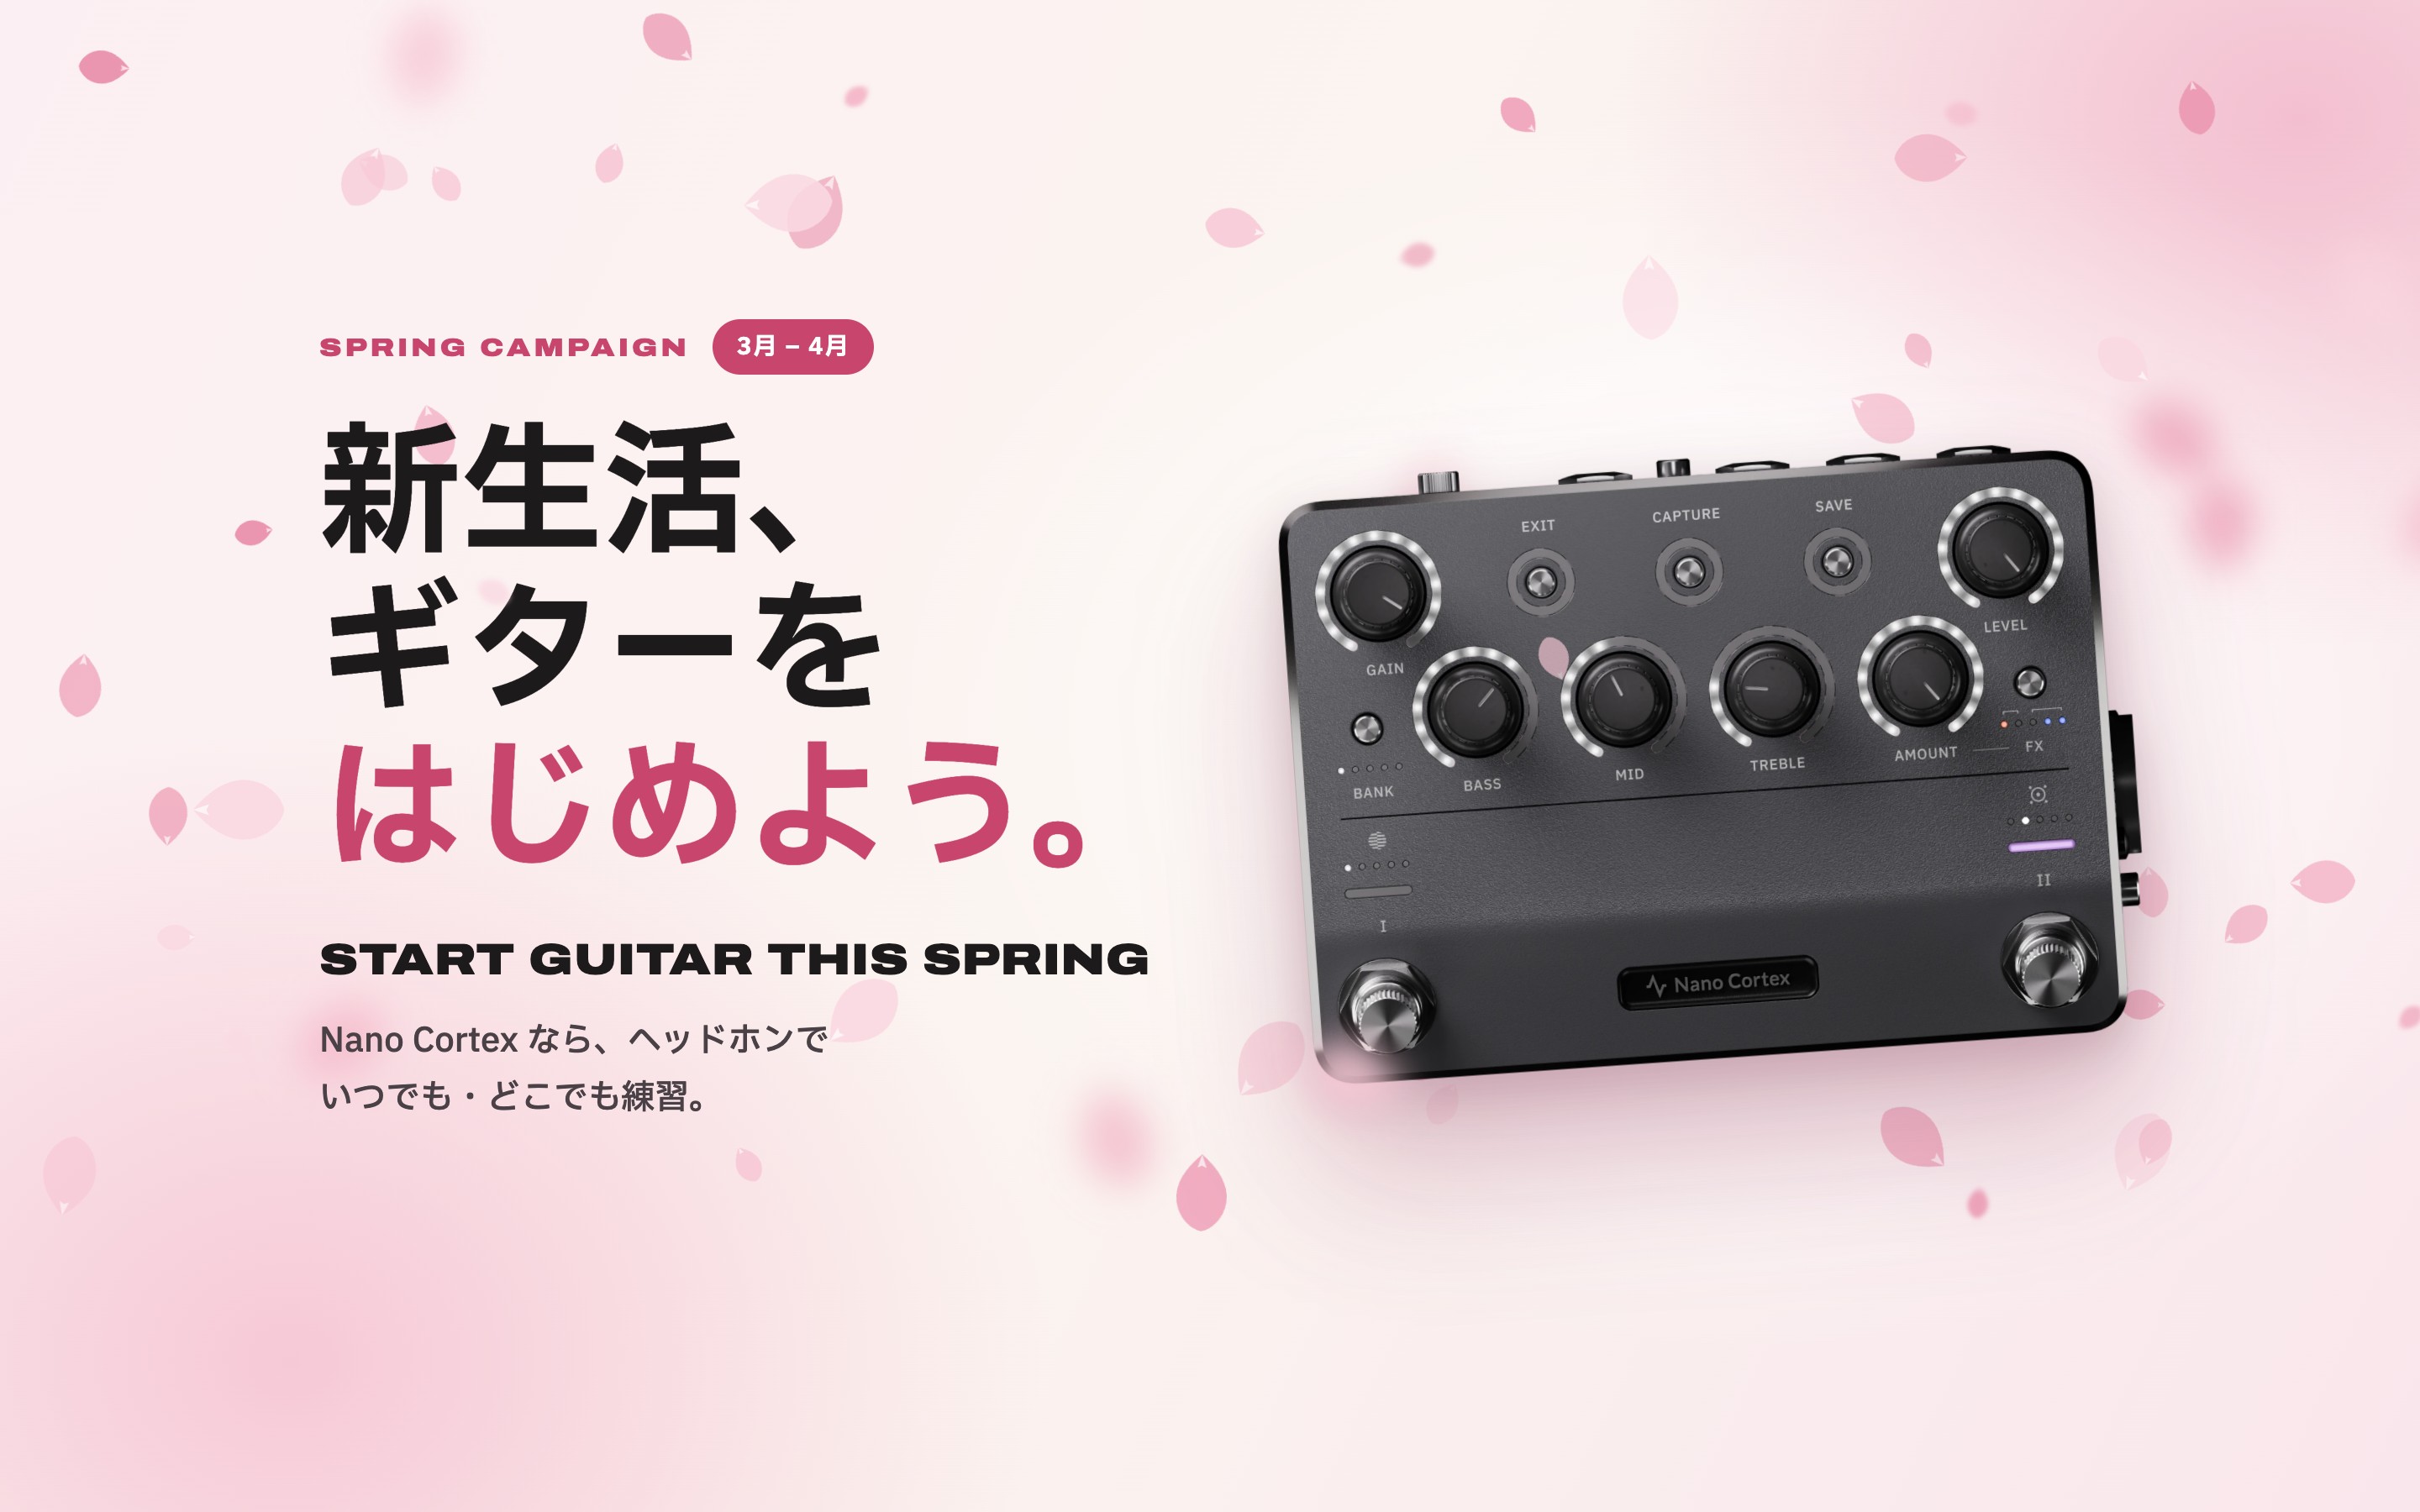 SPRING CAMPAIGN 3月 – 4月
新生活、
ギターを
はじめよう。
START GUITAR THIS SPRING
Nano Cortex なら、ヘッドホンで
いつでも・どこでも練習。
EXIT CAPTURE SAVE
GAIN LEVEL
BASS MID TREBLE AMOUNT FX
BANK
I II
Nano Cortex